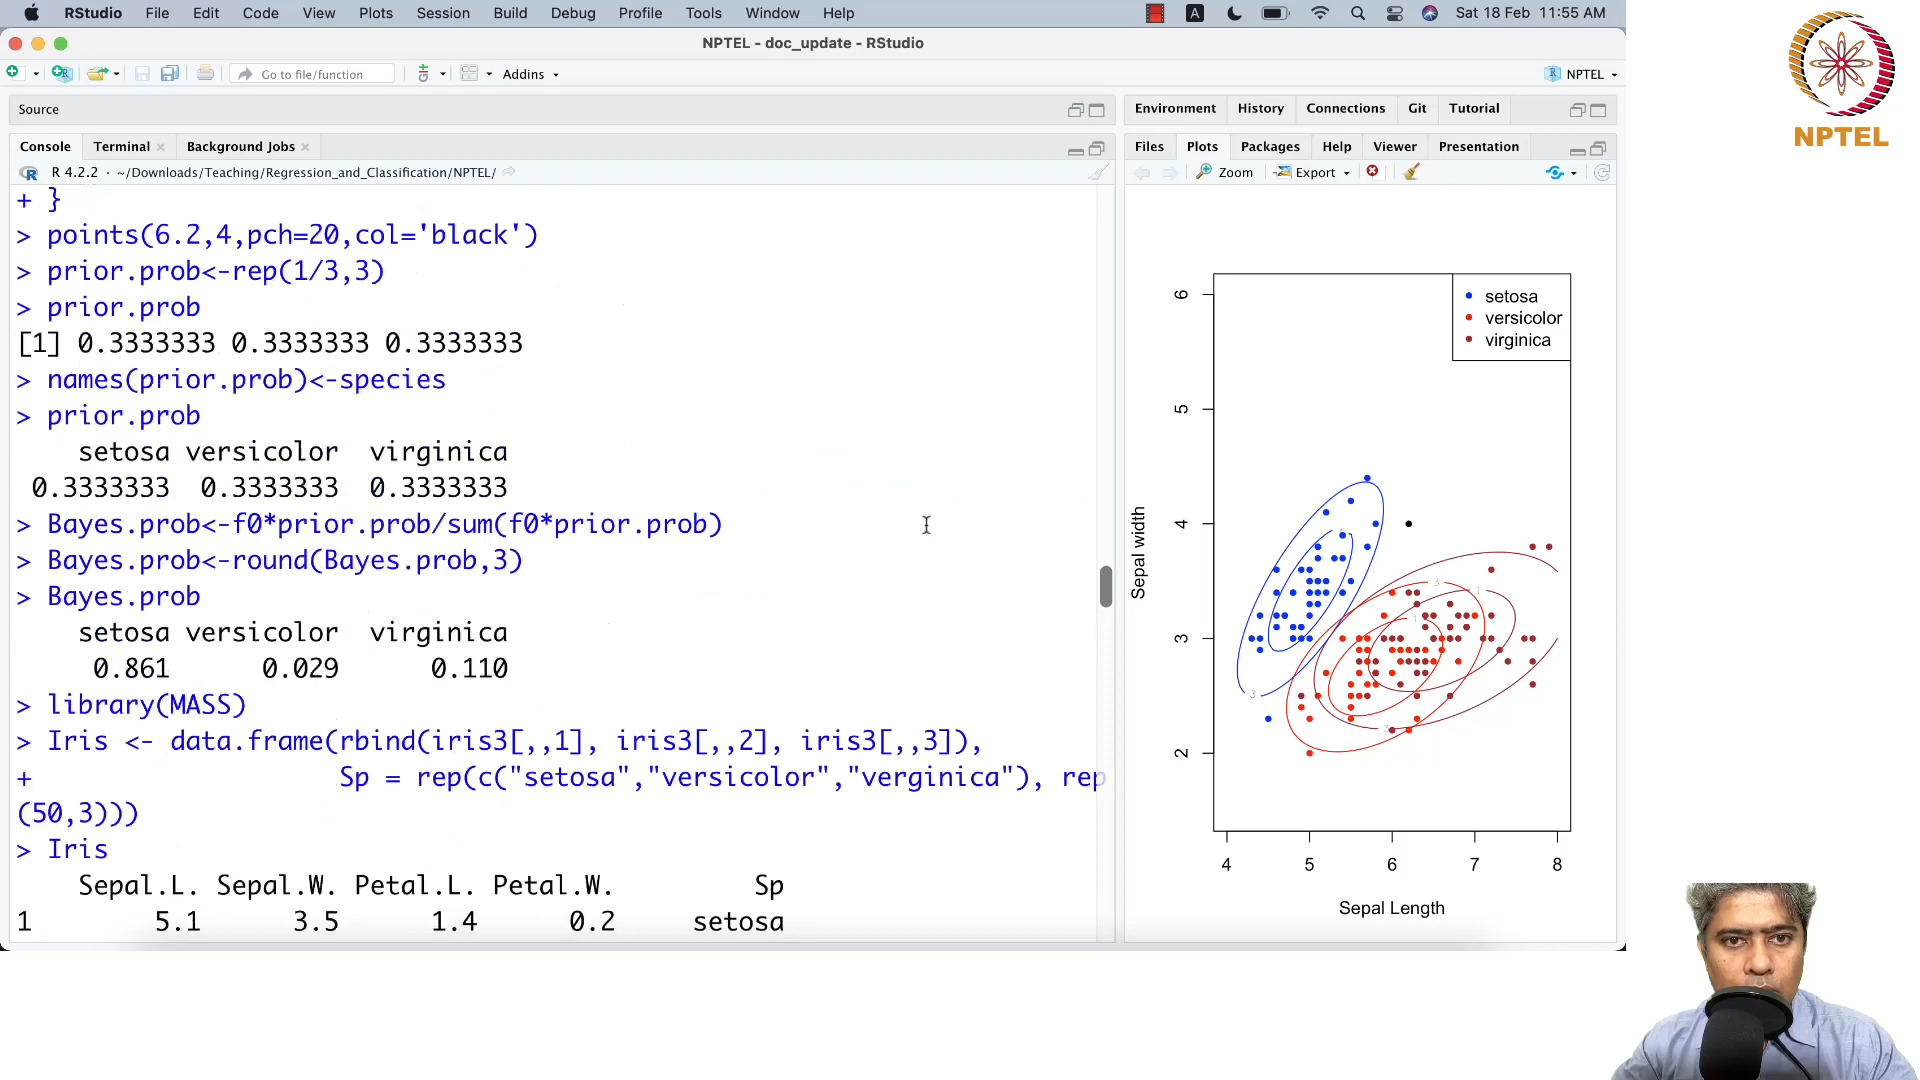 RStudio File Edit Code View Plots Session Build Debug Profile Tools Window Help A Sat 18 Feb 11:55 AM
NPTEL - doc_update - RStudio
Go to file/function Addins NPTEL
Source
Environment History Connections Git Tutorial
Console Terminal Background Jobs
Files Plots Packages Help Viewer Presentation
R 4.2.2 · ~/Downloads/Teaching/Regression_and_Classification/NPTEL/
Zoom Export
+ }
> points(6.2,4,pch=20,col='black')
> prior.prob<-rep(1/3,3)
> prior.prob
[1] 0.3333333 0.3333333 0.3333333
> names(prior.prob)<-species
> prior.prob
setosa versicolor virginica
0.3333333 0.3333333 0.3333333
> Bayes.prob<-f0*prior.prob/sum(f0*prior.prob)
> Bayes.prob<-round(Bayes.prob,3)
> Bayes.prob
setosa versicolor virginica
0.861 0.029 0.110
> library(MASS)
> Iris <- data.frame(rbind(iris3[,,1], iris3[,,2], iris3[,,3]),
+ Sp = rep(c("setosa","versicolor","verginica"), rep
(50,3)))
> Iris
Sepal.L. Sepal.W. Petal.L. Petal.W. Sp
1 5.1 3.5 1.4 0.2 setosa
setosa
versicolor
virginica
6
5
4
3
2
Sepal width
3
3
1
1
4 5 6 7 8
Sepal Length
NPTEL